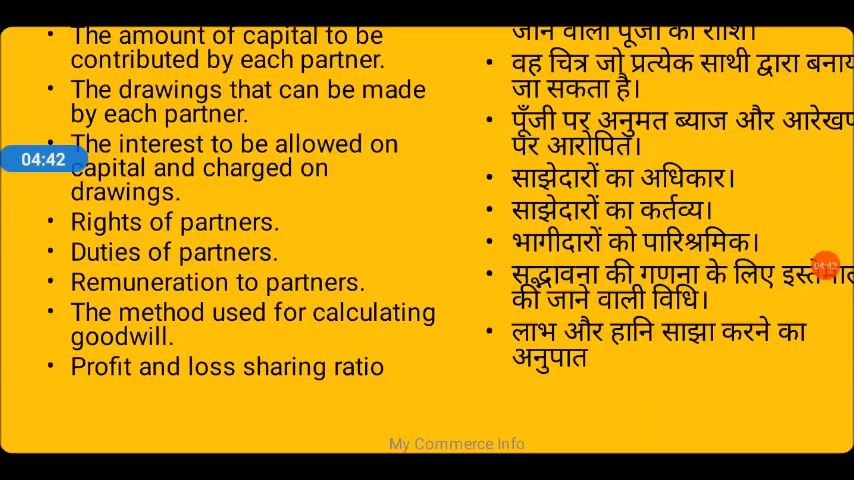 • The amount of capital to be
contributed by each partner.
• The drawings that can be made
by each partner.
• The interest to be allowed on
capital and charged on
drawings.
• Rights of partners.
• Duties of partners.
• Remuneration to partners.
• The method used for calculating
goodwill.
• Profit and loss sharing ratio
जाने वाली पूंजी की राशि।
• वह चित्र जो प्रत्येक साथी द्वारा
जा सकता है।
• पूँजी पर अनुमत ब्याज और
पर आरोपित।
• साझेदारों का अधिकार।
• साझेदारों का कर्तव्य।
• भागीदारों को पारिश्रमिक।
• सद्भावना की गणना के लिए
की जाने वाली विधि।
• लाभ और हानि साझा करने का
अनुपात
04:42
04:43
My Commerce Info